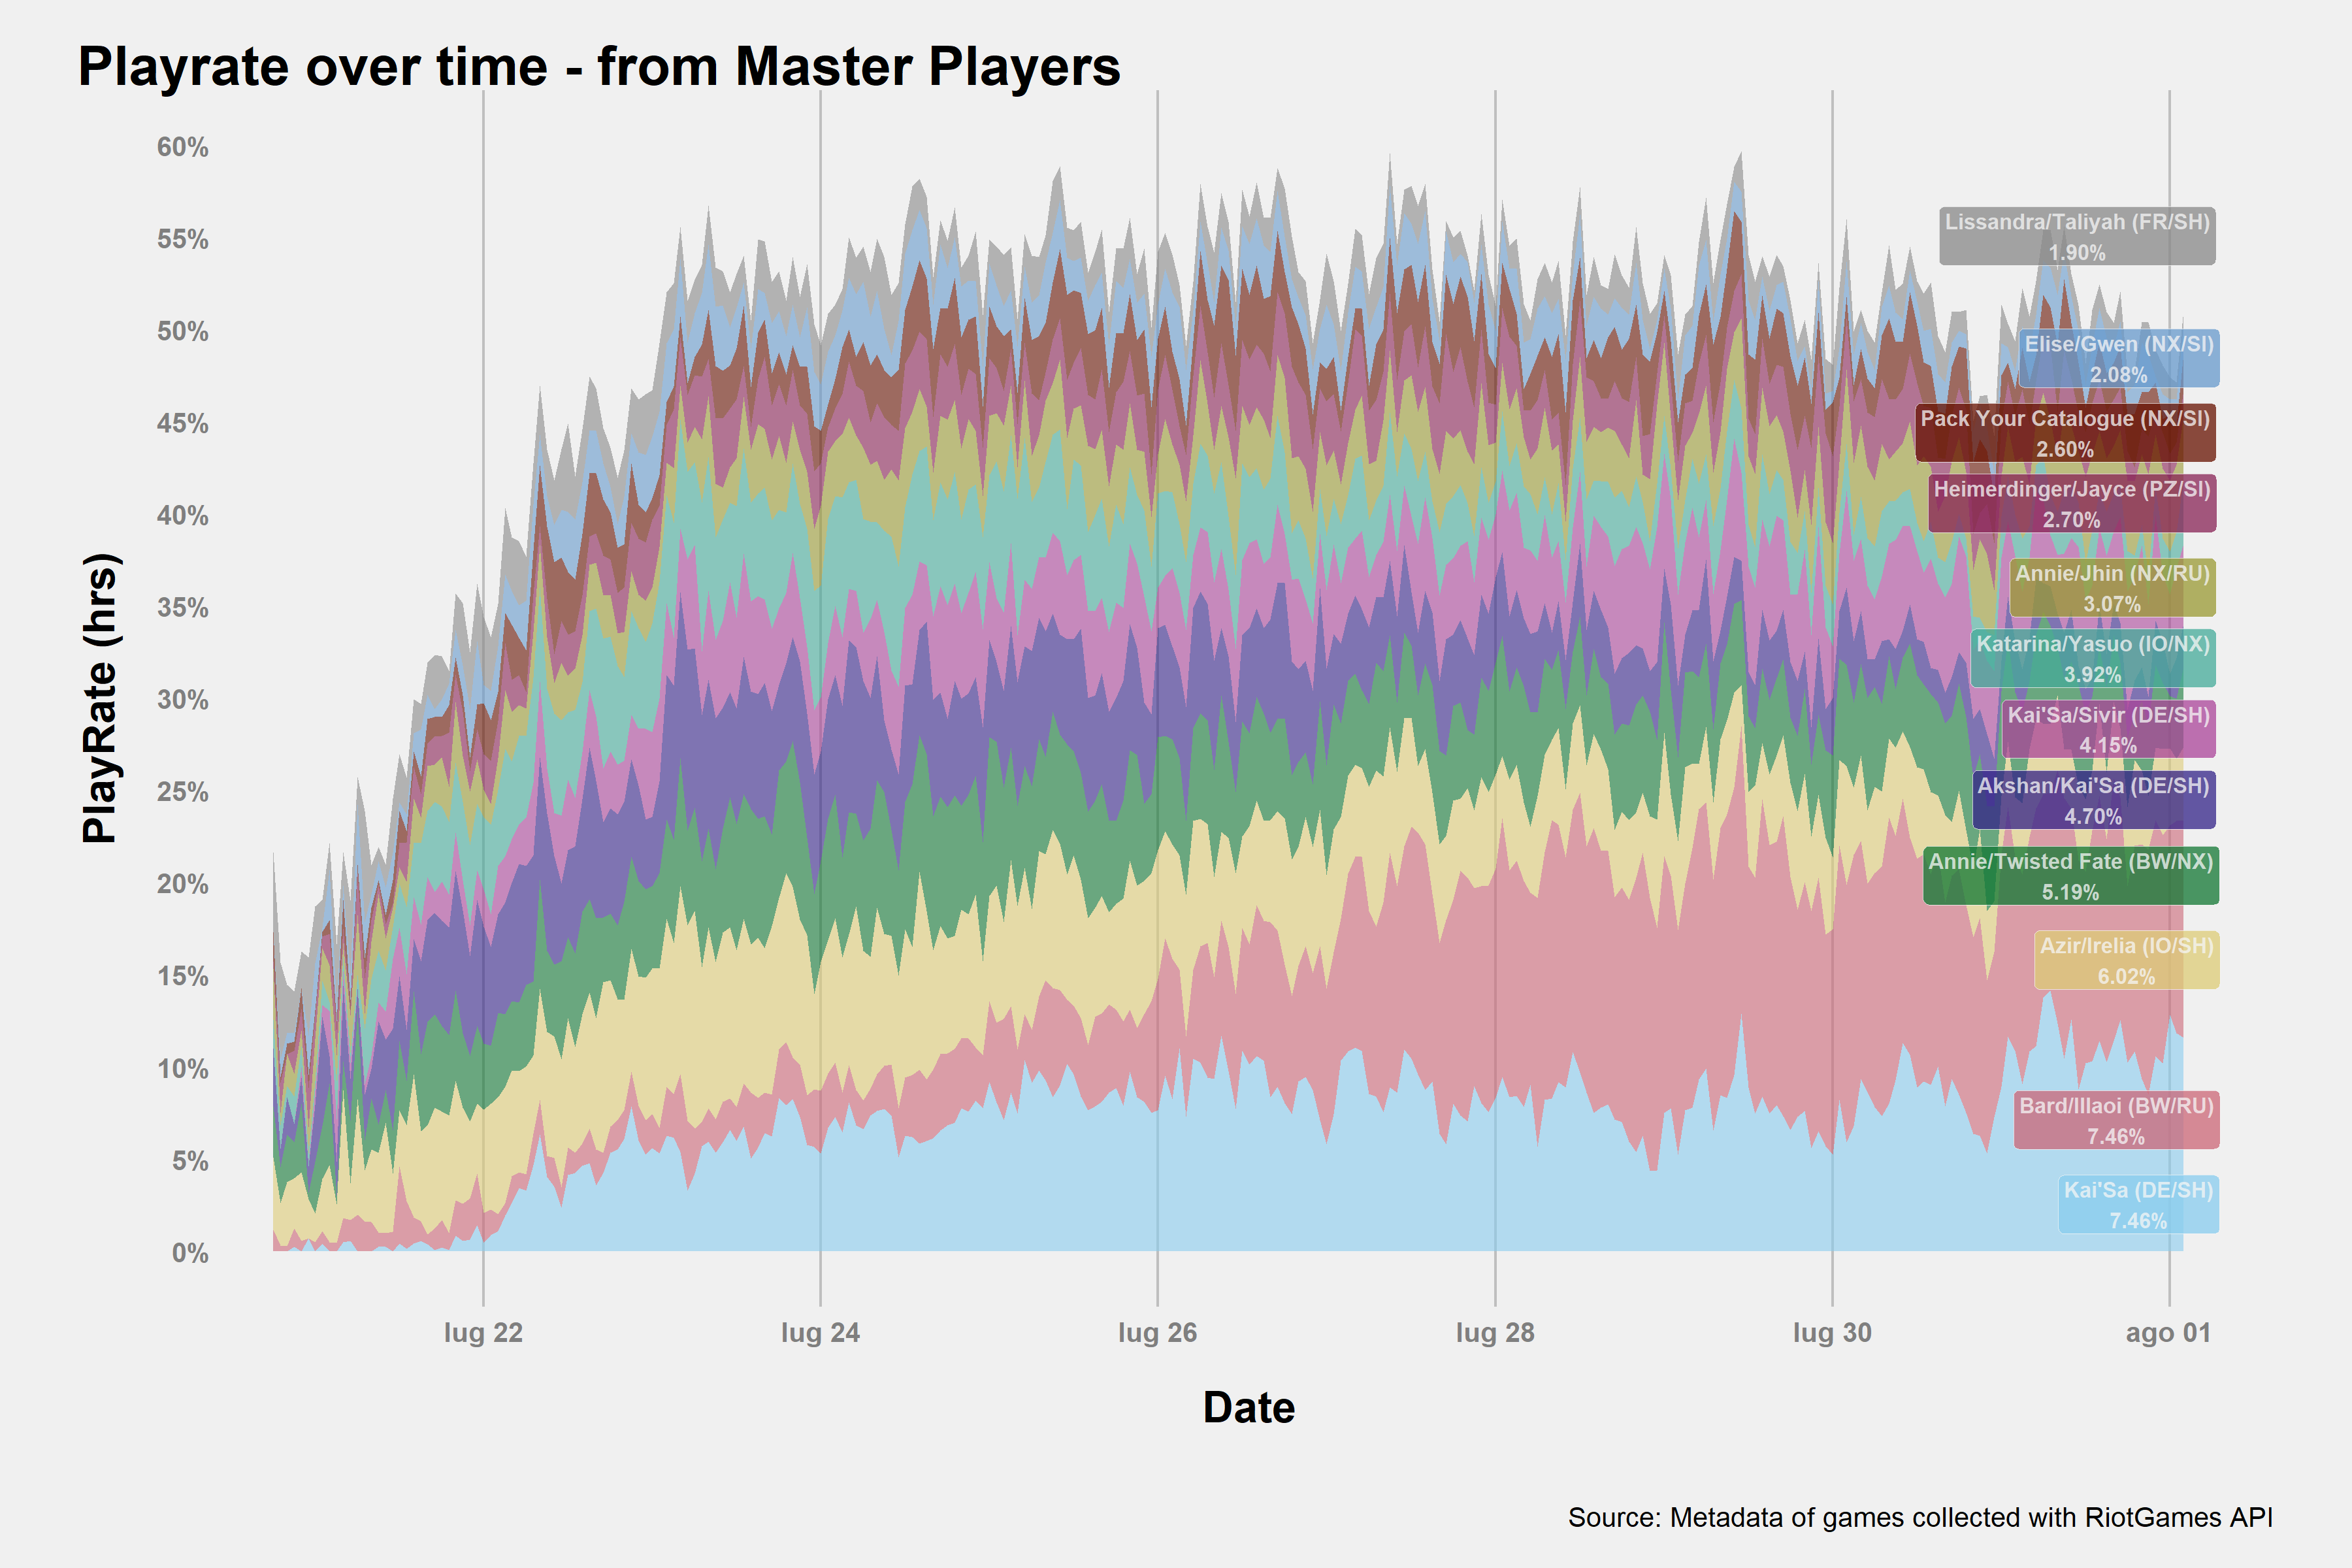 Playrate over time - from Master Players
PlayRate (hrs)
60%
55%
50%
45%
40%
35%
30%
25%
20%
15%
10%
5%
0%
Lissandra/Taliyah (FR/SH)
1.90%
Elise/Gwen (NX/SI)
2.08%
Pack Your Catalogue (NX/SI)
2.60%
Heimerdinger/Jayce (PZ/SI)
2.70%
Annie/Jhin (NX/RU)
3.07%
Katarina/Yasuo (IO/NX)
3.92%
Kai'Sa/Sivir (DE/SH)
4.15%
Akshan/Kai'Sa (DE/SH)
4.70%
Annie/Twisted Fate (BW/NX)
5.19%
Azir/Irelia (IO/SH)
6.02%
Bard/Illaoi (BW/RU)
7.46%
Kai'Sa (DE/SH)
7.46%
lug 22
lug 24
lug 26
lug 28
lug 30
ago 01
Date
Source: Metadata of games collected with RiotGames API